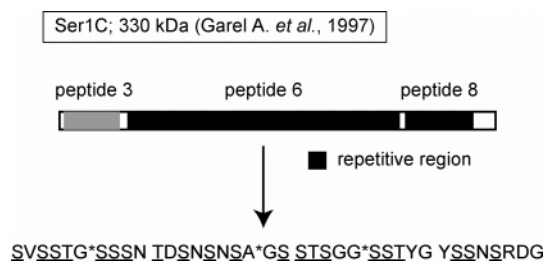 Ser1C; 330 kDa (Garel A. et al., 1997)
peptide 3 peptide 6 peptide 8
repetitive region
SVSSTG*SSSN TDSNSNSA*GS STSGG*SSTYG YSSNSRDG